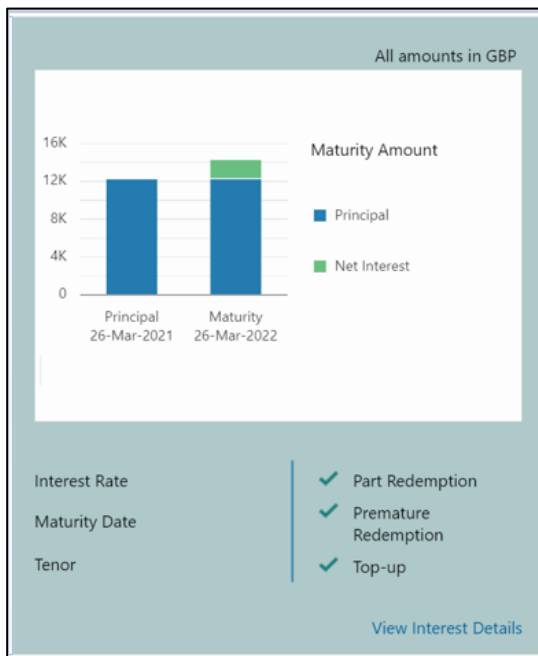 All amounts in GBP
16K
12K
8K
4K
0
Principal
26-Mar-2021
Maturity
26-Mar-2022
Maturity Amount
Principal
Net Interest
Interest Rate
Maturity Date
Tenor
Part Redemption
Premature
Redemption
Top-up
View Interest Details